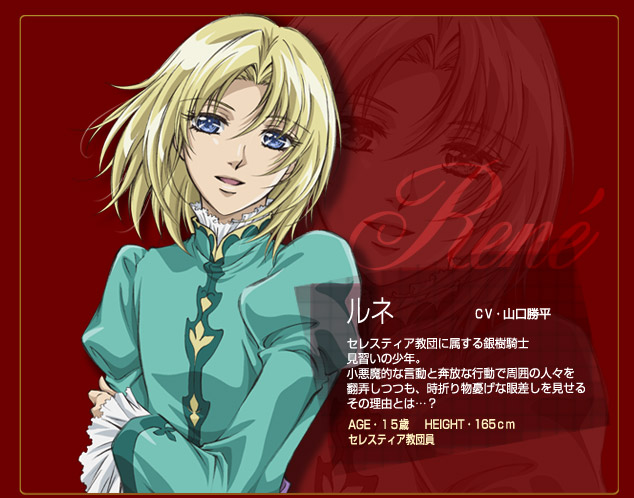 René
ルネ
CV・山口勝平
セレスティア教団に属する銀樹騎士
見習いの少年。
小悪魔的な言動と奔放な行動で周囲の人々を
翻弄しつつも、時折り物憂げな眼差しを見せる
その理由とは…？
AGE・15歳 HEIGHT・165cm
セレスティア教団員